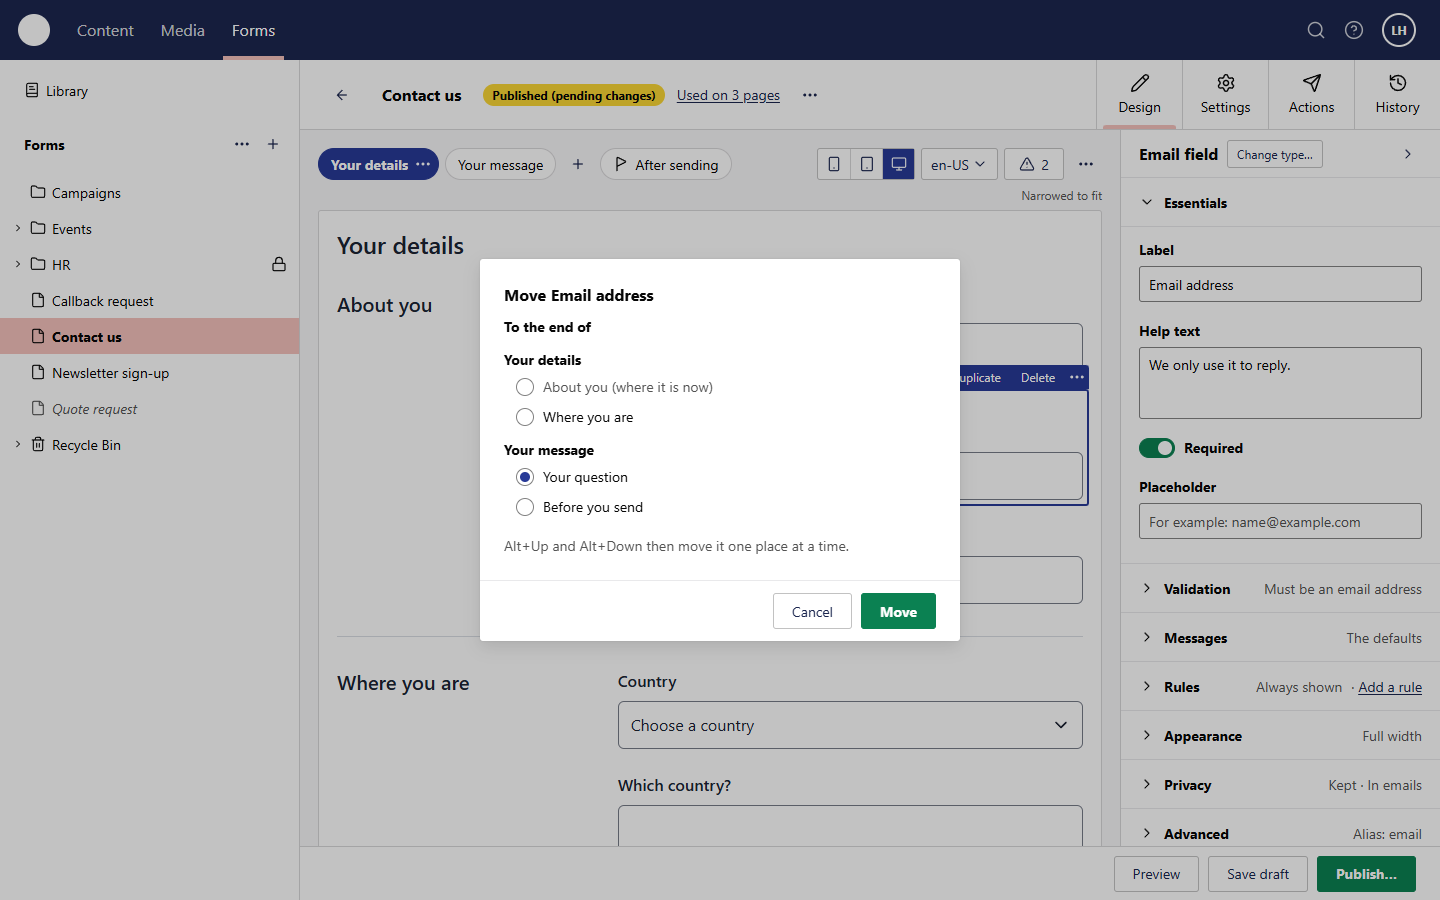 Content
Media
Forms
LH
Library
Forms
Campaigns
Events
HR
Callback request
Contact us
Newsletter sign-up
Quote request
Recycle Bin
Contact us
Published (pending changes)
Used on 3 pages
Design
Settings
Actions
History
Your details
Your message
After sending
en-US
2
Narrowed to fit
Your details
About you
Delete
Move Email address
To the end of
Your details
About you (where it is now)
Where you are
Your message
Your question
Before you send
Alt+Up and Alt+Down then move it one place at a time.
Cancel
Move
Where you are
Country
Choose a country
Which country?
Email field
Change type...
Essentials
Label
Email address
Help text
We only use it to reply.
Required
Placeholder
For example: name@example.com
Validation
Must be an email address
Messages
The defaults
Rules
Always shown · Add a rule
Appearance
Full width
Privacy
Kept · In emails
Advanced
Alias: email
Preview
Save draft
Publish...